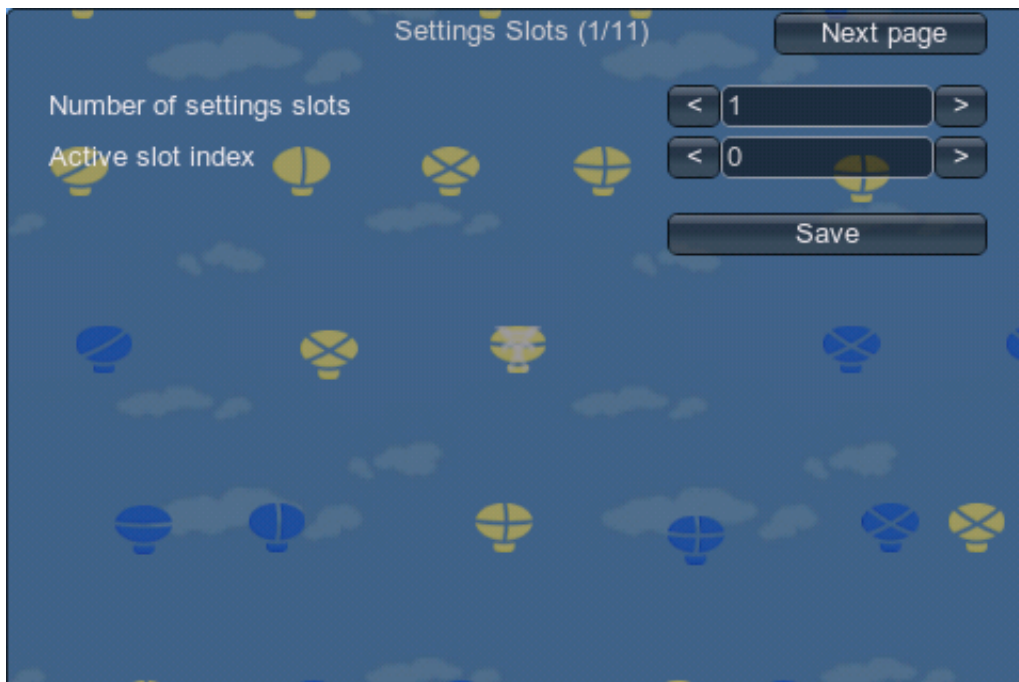 Settings Slots (1/11)
Next page
Number of settings slots < 1 >
Active slot index < 0 >
Save